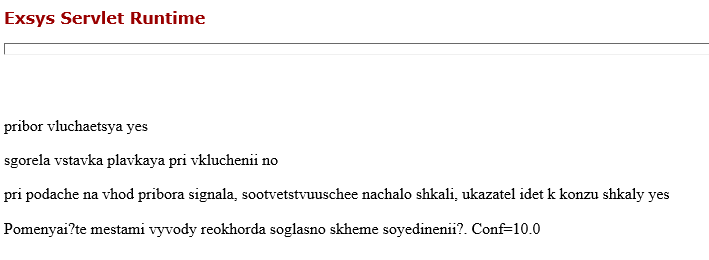 Exsys Servlet Runtime
pribor vluchaetsya yes
sgorela vstavka plavkaya pri vkluchenii no
pri podache na vhod pribora signala, sootvetstvuuschee nachalo shkali, ukazatel idet k konzu shkaly yes
Pomenyai?te mestami vyvody reokhorda soglasno skheme soyedinenii?. Conf=10.0